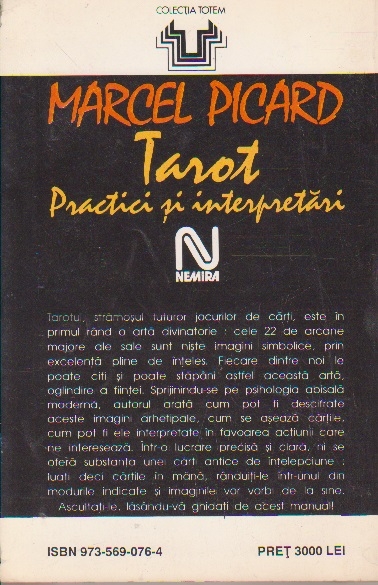 COLECȚIA TOTEM
MARCEL PICARD
Tarot
Practici și interpretări
NEMIRA
Tarotul, strămoșul tuturor jocurilor de cărți, este în
primul rând o artă divinatorie : cele 22 de arcane
majore ale sale sunt niște imagini simbolice, prin
excelență pline de înțeles. Fiecare dintre noi le
poate citi și poate stăpâni astfel această artă,
oglindire a ființei. Sprijinindu-se pe psihologia abisală
modernă, autorul arată cum pot fi descifrate
aceste imagini arhetipale, cum se așează cărțile,
cum pot fi ele interpretate în favoarea acțiunii care
ne interesează. Într-o lucrare precisă și clară, ni se
oferă substanța unei cărți antice de înțelepciune :
luați deci cărțile în mână, rânduiți-le într-unul din
modurile indicate și imaginile vor vorbi de la sine.
Ascultați-le, lăsându-vă ghidați de acest manual!
ISBN 973-569-076-4
PREȚ 3000 LEI